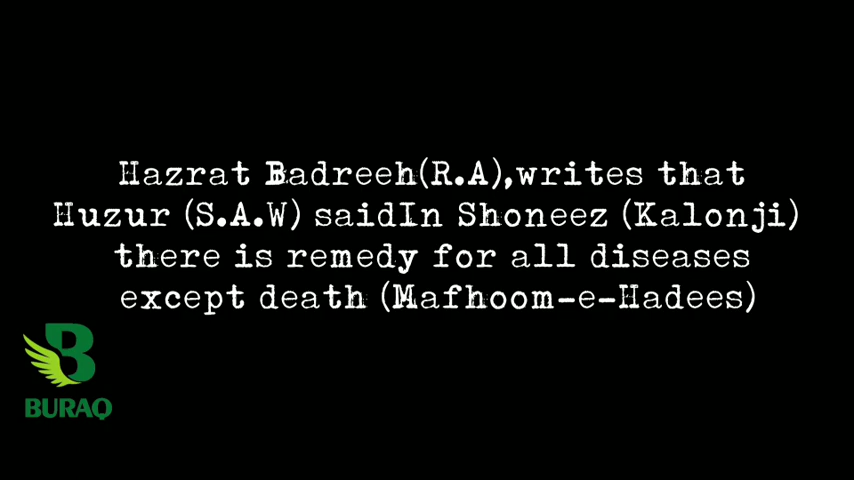 Hazrat Badreeh(R.A),writes that
Huzur (S.A.W) saidIn Shoneez (Kalonji)
there is remedy for all diseases
except death (Mafhoom-e-Hadees)
B
BURAQ